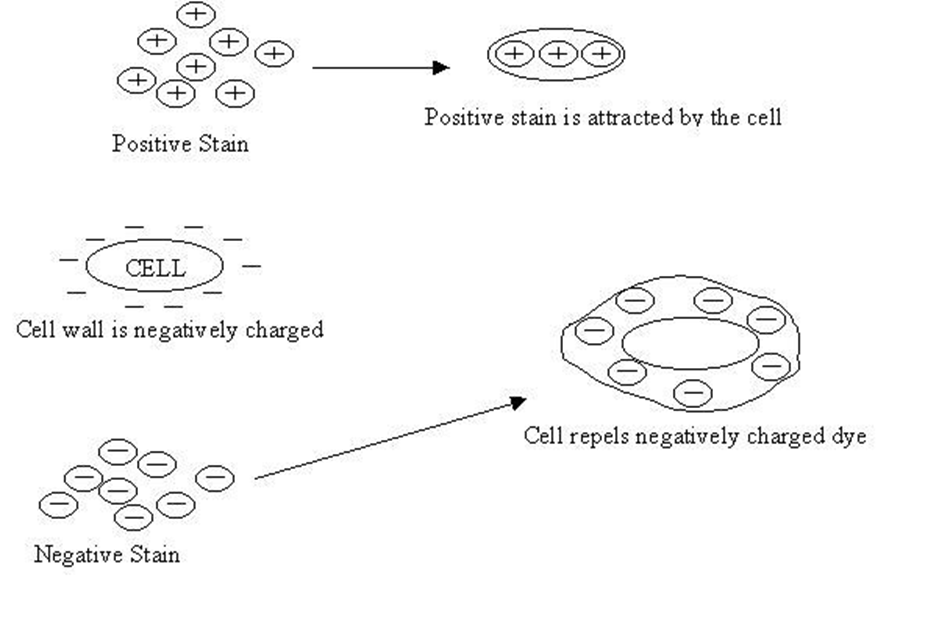 Positive stain is attracted by the cell
Positive Stain
CELL
Cell wall is negatively charged
Cell repels negatively charged dye
Negative Stain